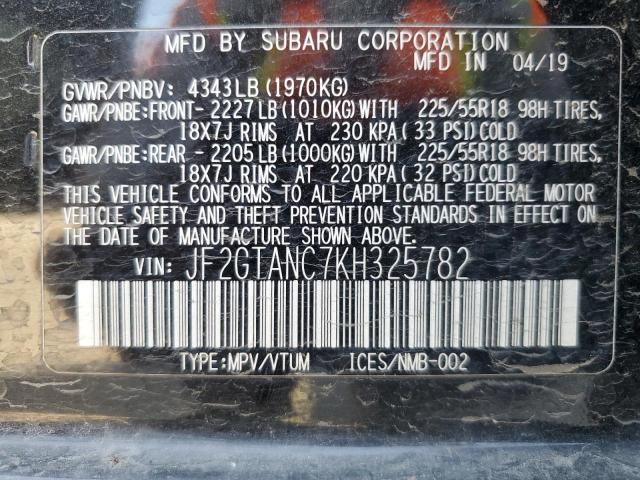 MFD BY SUBARU CORPORATION
MFD IN 04/19
GVWR/PNBV: 4343LB(1970KG)
GAWR/PNBE:FRONT-2227LB(1010KG)WITH 225/55R18 98H TIRES,
18X7J RIMS AT 230 KPA(33 PSI)COLD
GAWR/PNBE:REAR -2205LB(1000KG)WITH 225/55R18 98H TIRES,
18X7J RIMS AT 220 KPA(32 PSI)COLD
THIS VEHICLE CONFORMS TO ALL APPLICABLE FEDERAL MOTOR
VEHICLE SAFETY AND THEFT PREVENTION STANDARDS IN EFFECT ON
THE DATE OF MANUFACTURE SHOWN ABOVE.
VIN: JF2GTANC7KH325782
TYPE:MPV/VTUM ICES/NMB-002